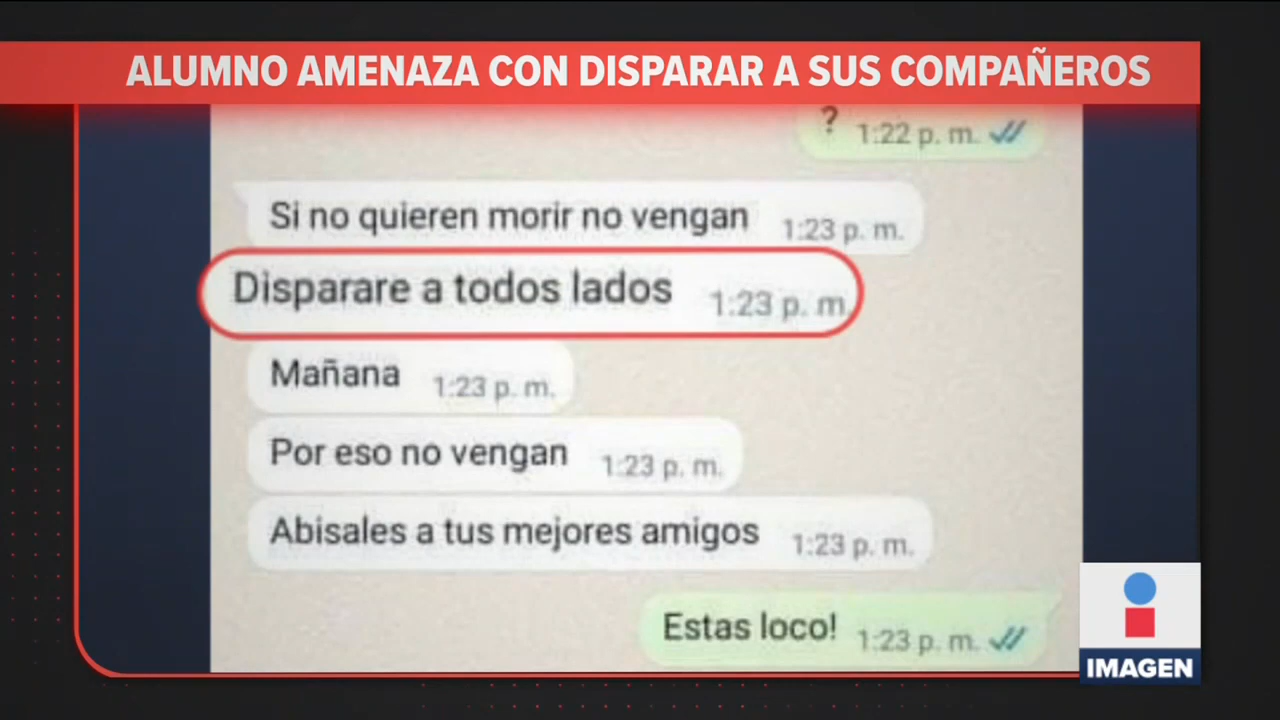 ALUMNO AMENAZA CON DISPARAR A SUS COMPAÑEROS
? 1:22 p. m.
Si no quieren morir no vengan 1:23 p. m.
Disparare a todos lados 1:23 p. m.
Mañana 1:23 p. m.
Por eso no vengan 1:23 p. m.
Abisales a tus mejores amigos 1:23 p. m.
Estas loco! 1:23 p. m.
IMAGEN